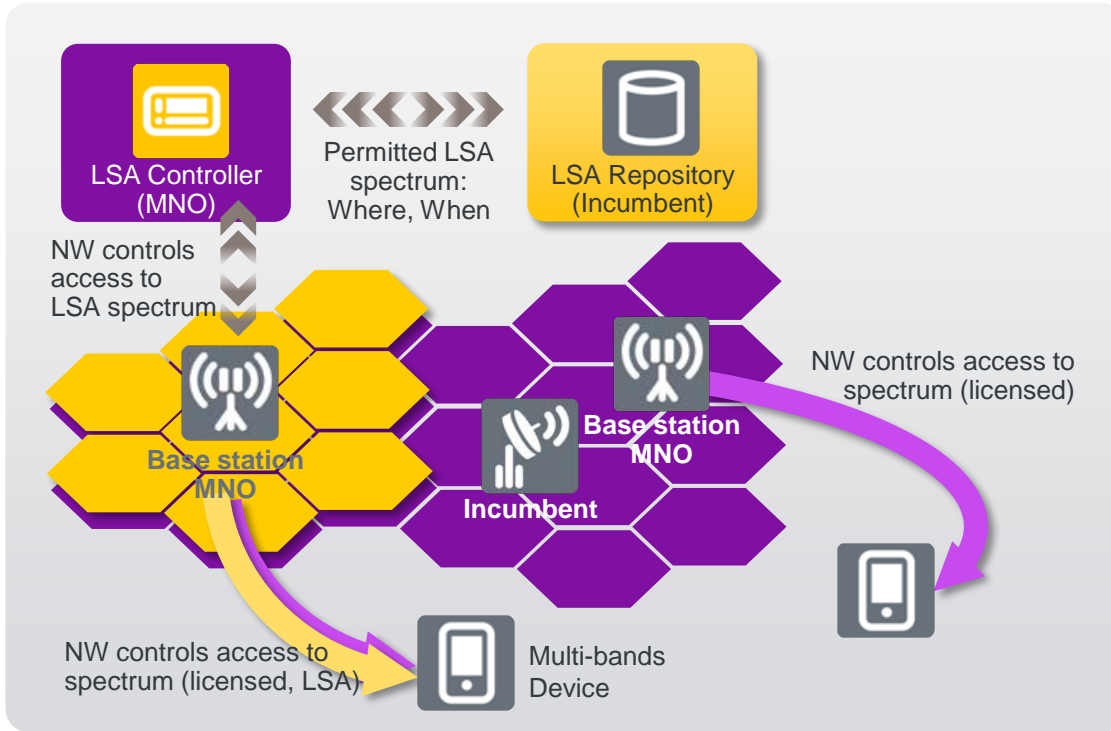 LSA Controller
(MNO)
Permitted LSA
spectrum:
Where, When
LSA Repository
(Incumbent)
NW controls
access to
LSA spectrum
NW controls access to
spectrum (licensed)
Base station
MNO
Base station
MNO
Incumbent
NW controls access to
spectrum (licensed, LSA)
Multi-bands
Device